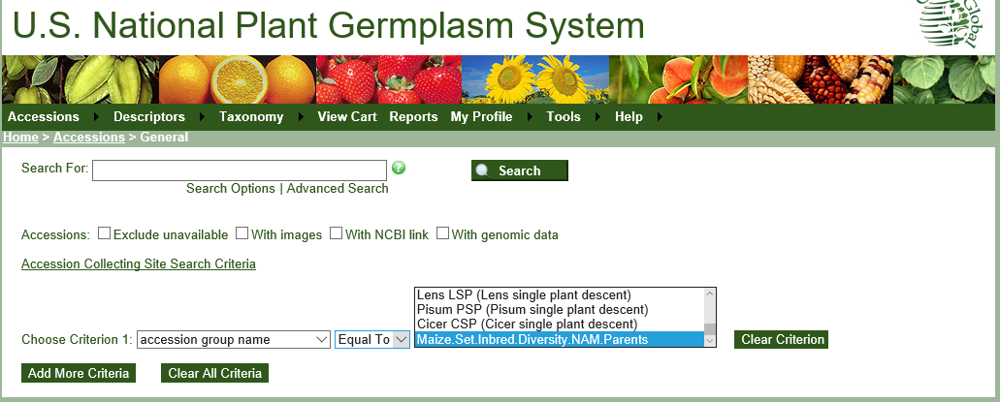 U.S. National Plant Germplasm System
Global
Accessions Descriptors Taxonomy View Cart Reports My Profile Tools Help
Home > Accessions > General
Search For: ? Search
Search Options | Advanced Search
Accessions: Exclude unavailable With images With NCBI link With genomic data
Accession Collecting Site Search Criteria
Lens LSP (Lens single plant descent)
Pisum PSP (Pisum single plant descent)
Cicer CSP (Cicer single plant descent)
Choose Criterion 1: accession group name Equal To Maize.Set.Inbred.Diversity.NAM.Parents Clear Criterion
Add More Criteria Clear All Criteria